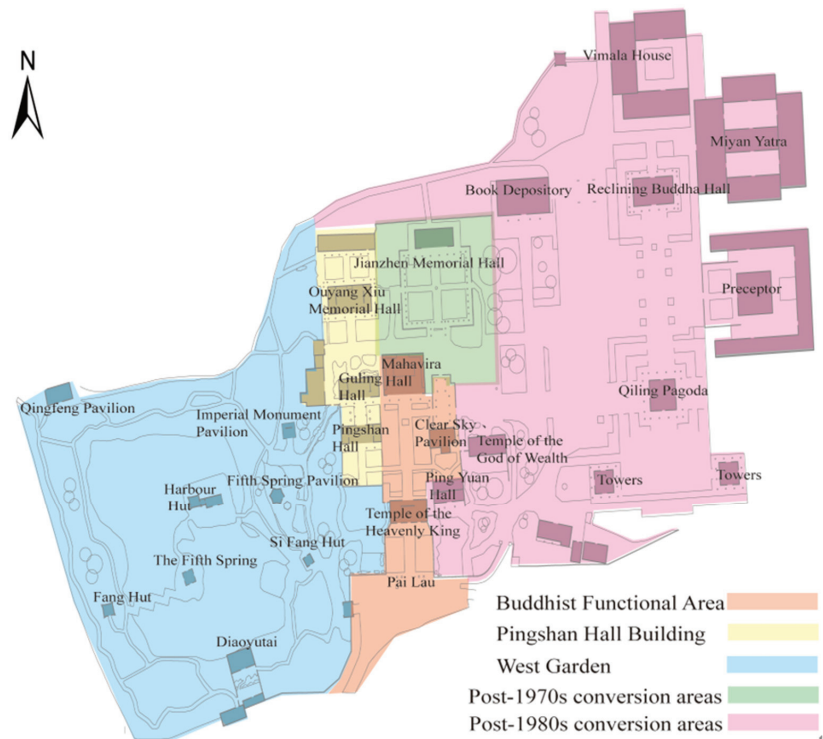 N
Vimala House
Miyan Yatra
Book Depository
Reclining Buddha Hall
Jianzhen Memorial Hall
Ouyang Xiu
Memorial Hall
Preceptor
Mahavira
Hall
Guling
Hall
Qiling Pagoda
Qingfeng Pavilion
Imperial Monument
Pavilion
Pingshan
Hall
Clear Sky、
Pavilion
Temple of the
God of Wealth
Fifth Spring Pavilion
Ping Yuan
Hall
Towers
Towers
Harbour
Hut
Temple of the
Heavenly King
Si Fang Hut
The Fifth Spring
Pai Lau
Fang Hut
Diaoyutai
Buddhist Functional Area
Pingshan Hall Building
West Garden
Post-1970s conversion areas
Post-1980s conversion areas